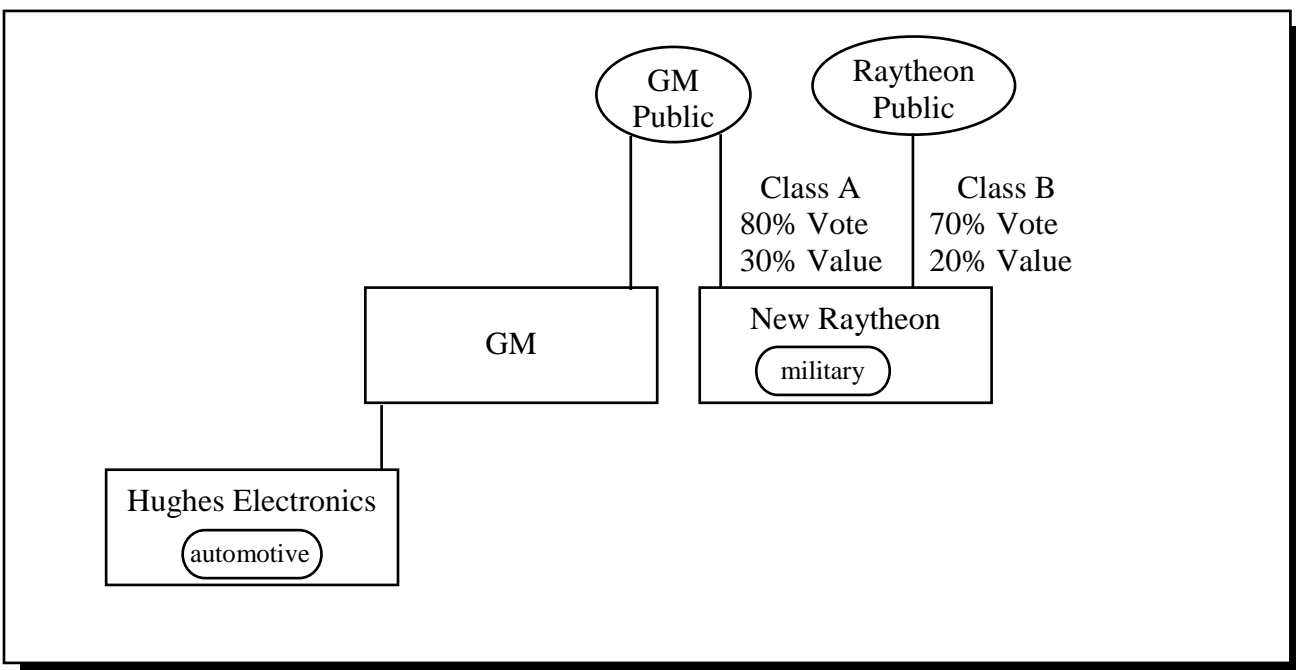 GM
Public
Raytheon
Public
Class A
80% Vote
30% Value
Class B
70% Vote
20% Value
GM
New Raytheon
military
Hughes Electronics
automotive